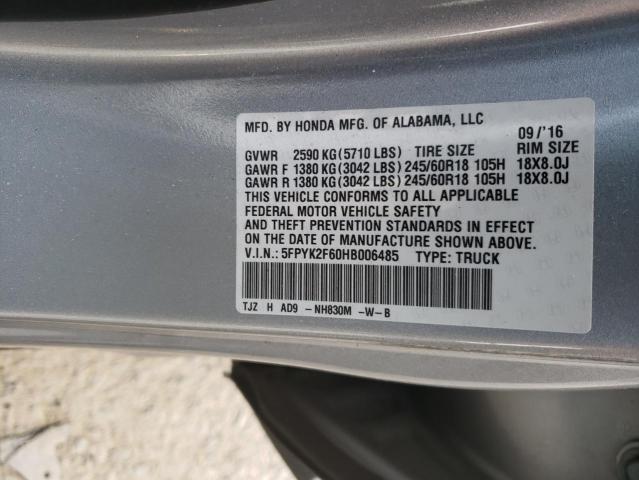 MFD. BY HONDA MFG. OF ALABAMA, LLC 09/'16
GVWR 2590 KG(5710 LBS) TIRE SIZE RIM SIZE
GAWR F 1380 KG(3042 LBS) 245/60R18 105H 18X8.0J
GAWR R 1380 KG(3042 LBS) 245/60R18 105H 18X8.0J
THIS VEHICLE CONFORMS TO ALL APPLICABLE
FEDERAL MOTOR VEHICLE SAFETY
AND THEFT PREVENTION STANDARDS IN EFFECT
ON THE DATE OF MANUFACTURE SHOWN ABOVE.
V.I.N.: 5FPYK2F60HB006485 TYPE: TRUCK
TJZ H AD9 -NH830M -W-B